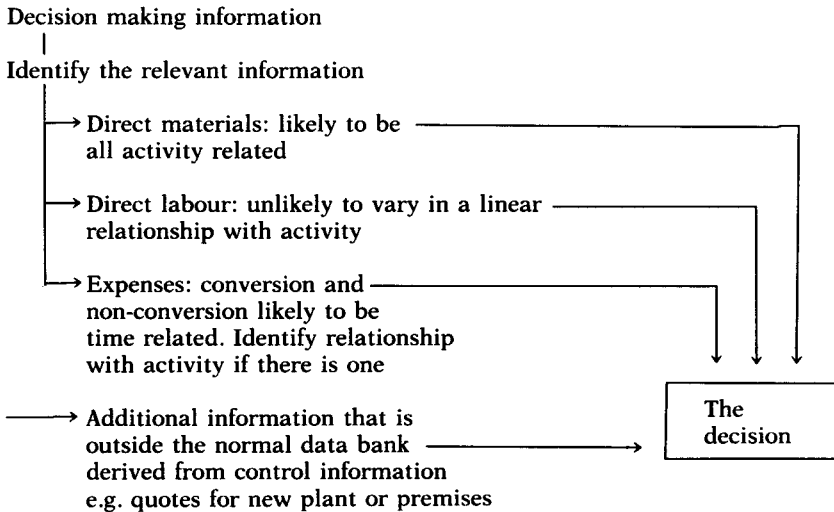 Decision making information
Identify the relevant information
Direct materials: likely to be
all activity related
Direct labour: unlikely to vary in a linear
relationship with activity
Expenses: conversion and
non-conversion likely to be
time related. Identify relationship
with activity if there is one
Additional information that is
outside the normal data bank
derived from control information
e.g. quotes for new plant or premises
The
decision